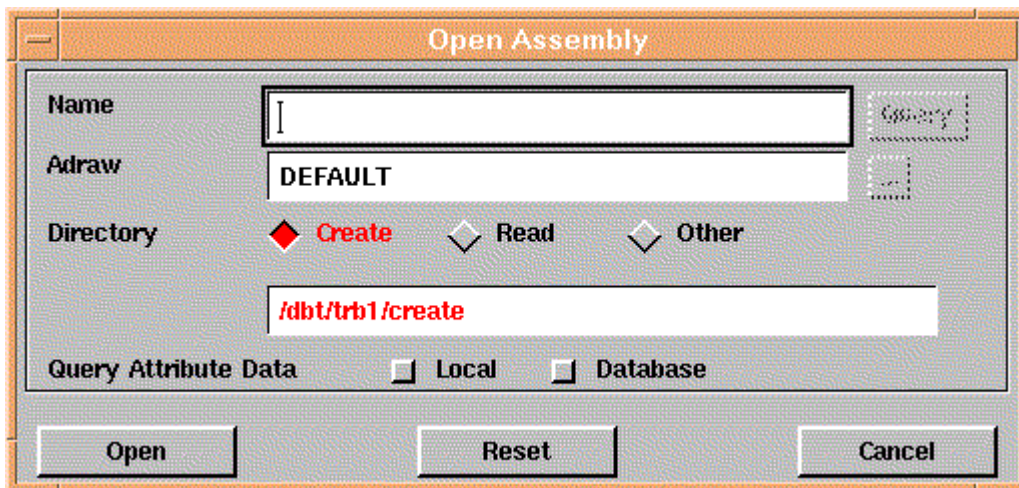 Open Assembly
Name
Query
Adraw DEFAULT ...
Directory Create Read Other
/dbt/trb1/create
Query Attribute Data Local Database
Open Reset Cancel